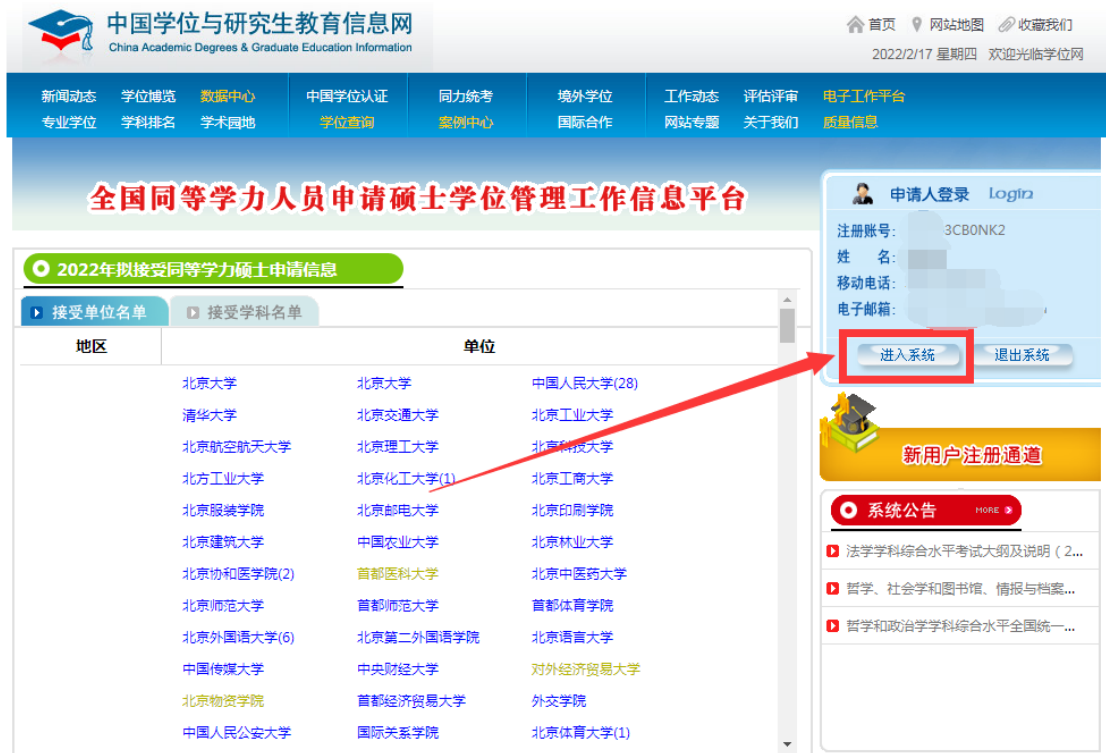 中国学位与研究生教育信息网
China Academic Degrees & Graduate Education Information
首页 网站地图 收藏我们
2022/2/17 星期四 欢迎光临学位网
新闻动态 学位博览 数据中心 中国学位认证 同力统考 境外学位 工作动态 评估评审 电子工作平台
专业学位 学科排名 学术园地 学位查询 案例中心 国际合作 网站专题 关于我们 质量信息
全国同等学力人员申请硕士学位管理工作信息平台
申请人登录 Login
注册账号: 3CB0NK2
姓 名:
移动电话:
电子邮箱:
进入系统 退出系统
新用户注册通道
系统公告 MORE
法学学科综合水平考试大纲及说明（2...
哲学、社会学和图书馆、情报与档案...
哲学和政治学学科综合水平全国统一...
2022年拟接受同等学力硕士申请信息
接受单位名单 接受学科名单
地区 单位
北京大学 北京大学 中国人民大学(28)
清华大学 北京交通大学 北京工业大学
北京航空航天大学 北京理工大学 北京科技大学
北方工业大学 北京化工大学(1) 北京工商大学
北京服装学院 北京邮电大学 北京印刷学院
北京建筑大学 中国农业大学 北京林业大学
北京协和医学院(2) 首都医科大学 北京中医药大学
北京师范大学 首都师范大学 首都体育学院
北京外国语大学(6) 北京第二外国语学院 北京语言大学
中国传媒大学 中央财经大学 对外经济贸易大学
北京物资学院 首都经济贸易大学 外交学院
中国人民公安大学 国际关系学院 北京体育大学(1)